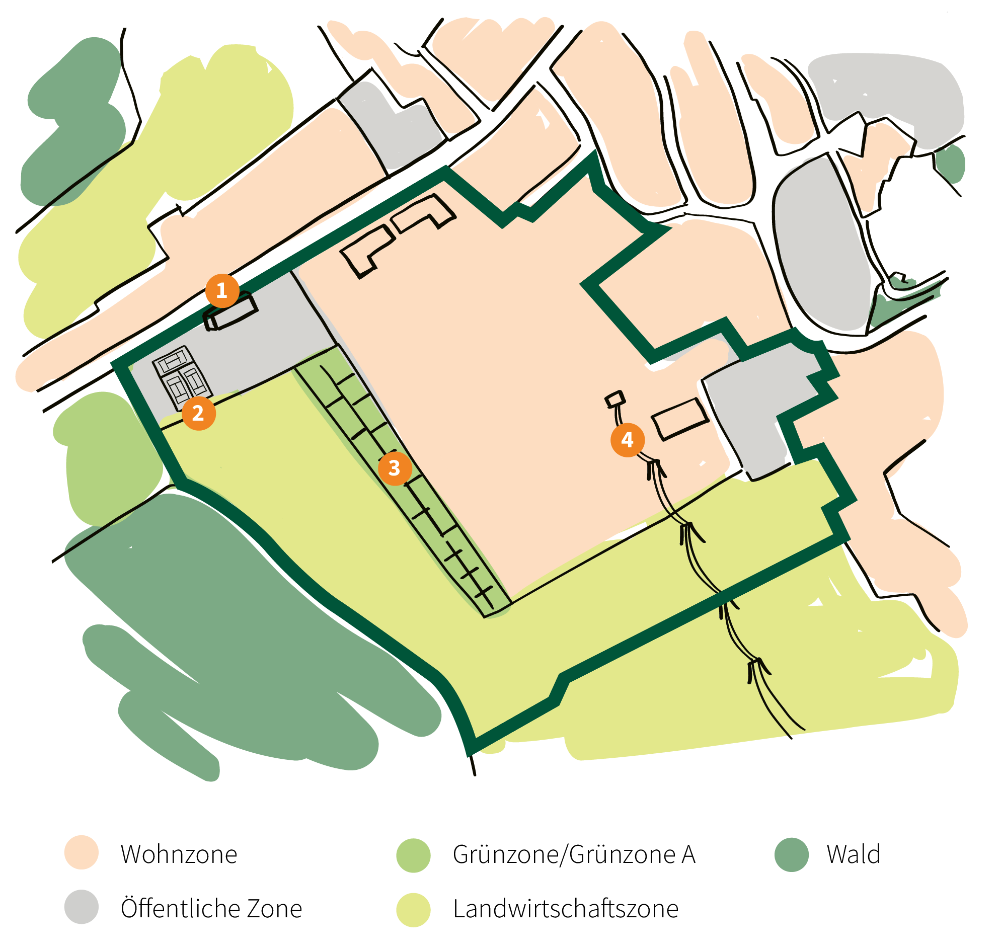 1
2
3
4
Wohnzone
Grünzone/Grünzone A
Wald
Öffentliche Zone
Landwirtschaftszone